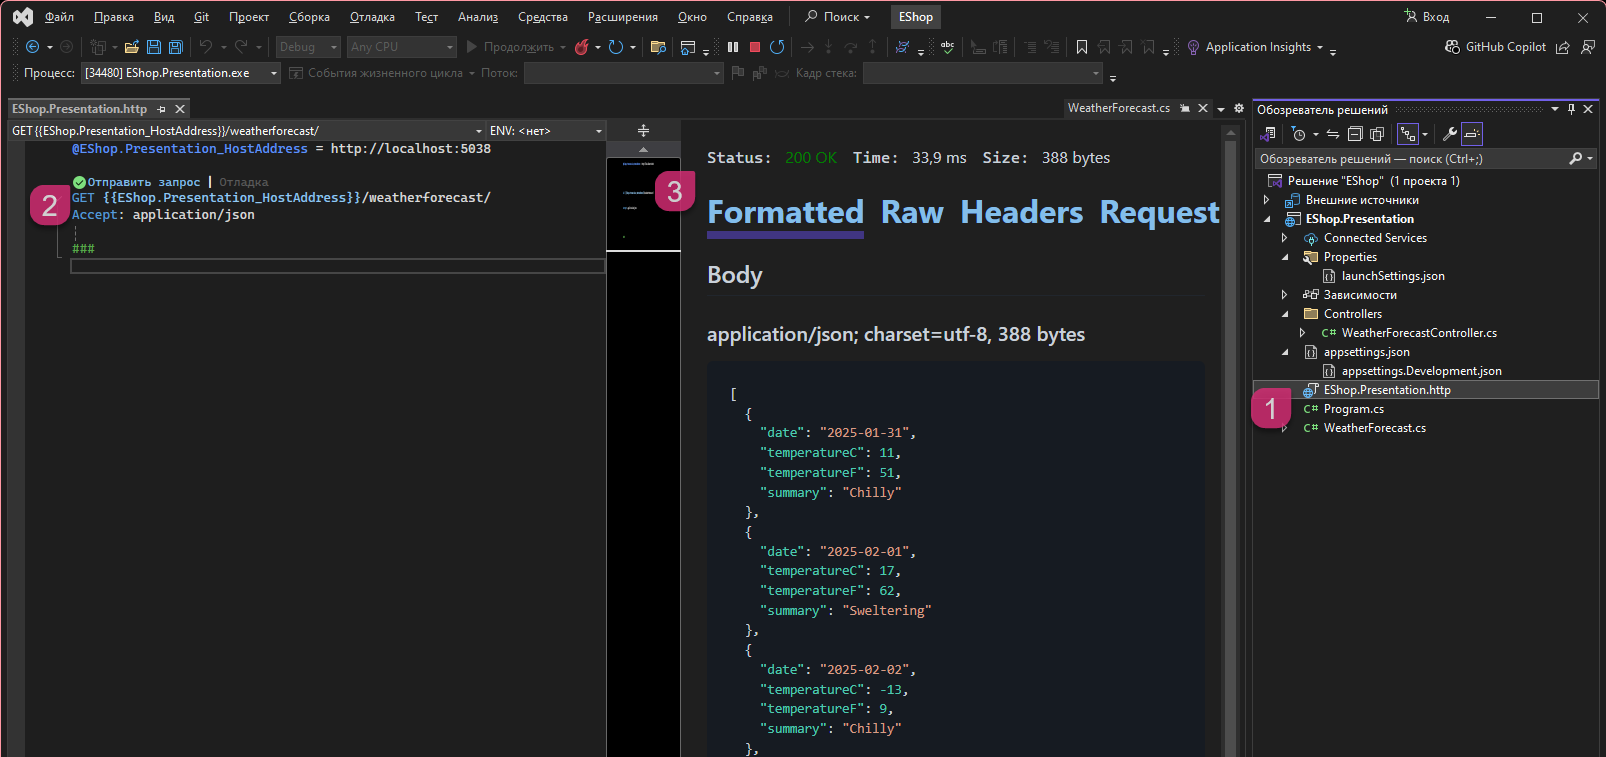 Файл Правка Вид Git Проект Сборка Отладка Тест Анализ Средства Расширения Окно Справка Поиск EShop Вход
Debug Any CPU Продолжить Application Insights GitHub Copilot
Процесс: [34480] EShop.Presentation.exe События жизненного цикла Поток: Кадр стека:
EShop.Presentation.http
GET {{EShop.Presentation_HostAddress}}/weatherforecast/ ENV: <нет>
@EShop.Presentation_HostAddress = http://localhost:5038
Отправить запрос | Отладка
2
GET {{EShop.Presentation_HostAddress}}/weatherforecast/
Accept: application/json
###
3
WeatherForecast.cs
Status: 200 OK Time: 33,9 ms Size: 388 bytes
Formatted Raw Headers Request
Body
application/json; charset=utf-8, 388 bytes
[
{
"date": "2025-01-31",
"temperatureC": 11,
"temperatureF": 51,
"summary": "Chilly"
},
{
"date": "2025-02-01",
"temperatureC": 17,
"temperatureF": 62,
"summary": "Sweltering"
},
{
"date": "2025-02-02",
"temperatureC": -13,
"temperatureF": 9,
"summary": "Chilly"
},
Обозреватель решений
Обозреватель решений — поиск (Ctrl+;)
Решение "EShop" (1 проекта 1)
Внешние источники
EShop.Presentation
Connected Services
Properties
launchSettings.json
Зависимости
Controllers
C# WeatherForecastController.cs
appsettings.json
appsettings.Development.json
EShop.Presentation.http
1
C# Program.cs
C# WeatherForecast.cs